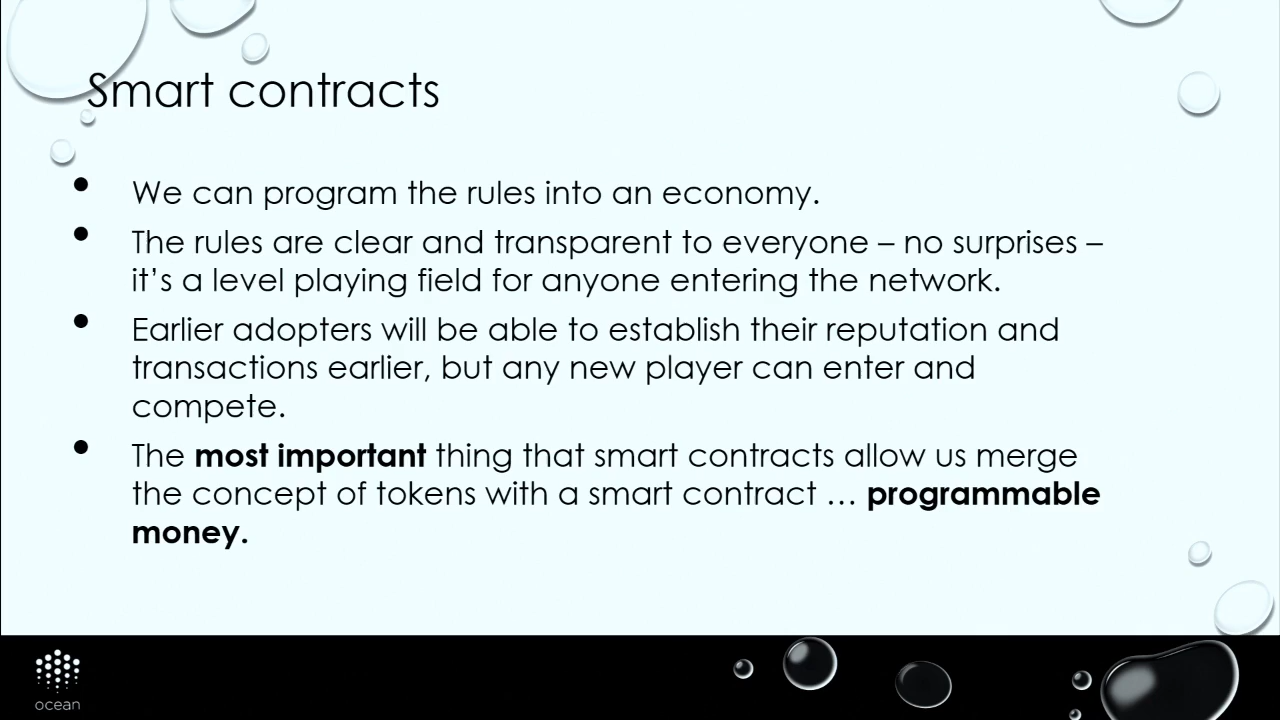 Smart contracts
• We can program the rules into an economy.
• The rules are clear and transparent to everyone – no surprises –
it’s a level playing field for anyone entering the network.
• Earlier adopters will be able to establish their reputation and
transactions earlier, but any new player can enter and
compete.
• The most important thing that smart contracts allow us merge
the concept of tokens with a smart contract … programmable
money.
ocean